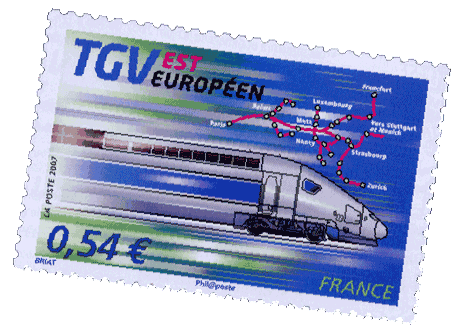 TGV EST
EUROPÉEN
Francfort
Luxembourg
Reims
Paris
Metz
Vers Stuttgart
et Munich
Nancy
Strasbourg
Zurich
LA POSTE 2007
0,54 €
BRIAT
Phil@poste
FRANCE